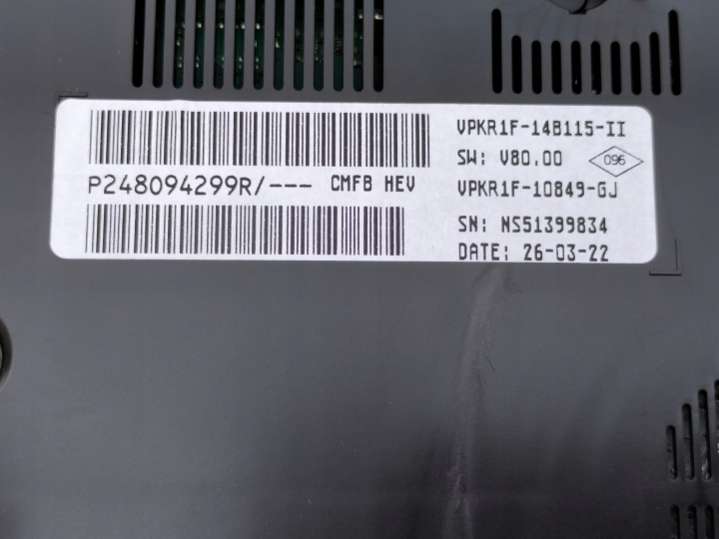 VPKR1F-14B115-II
SW: V80.00
096
P248094299R/--- CMFB HEV
VPKR1F-10849-GJ
SN: NS51399834
DATE: 26-03-22